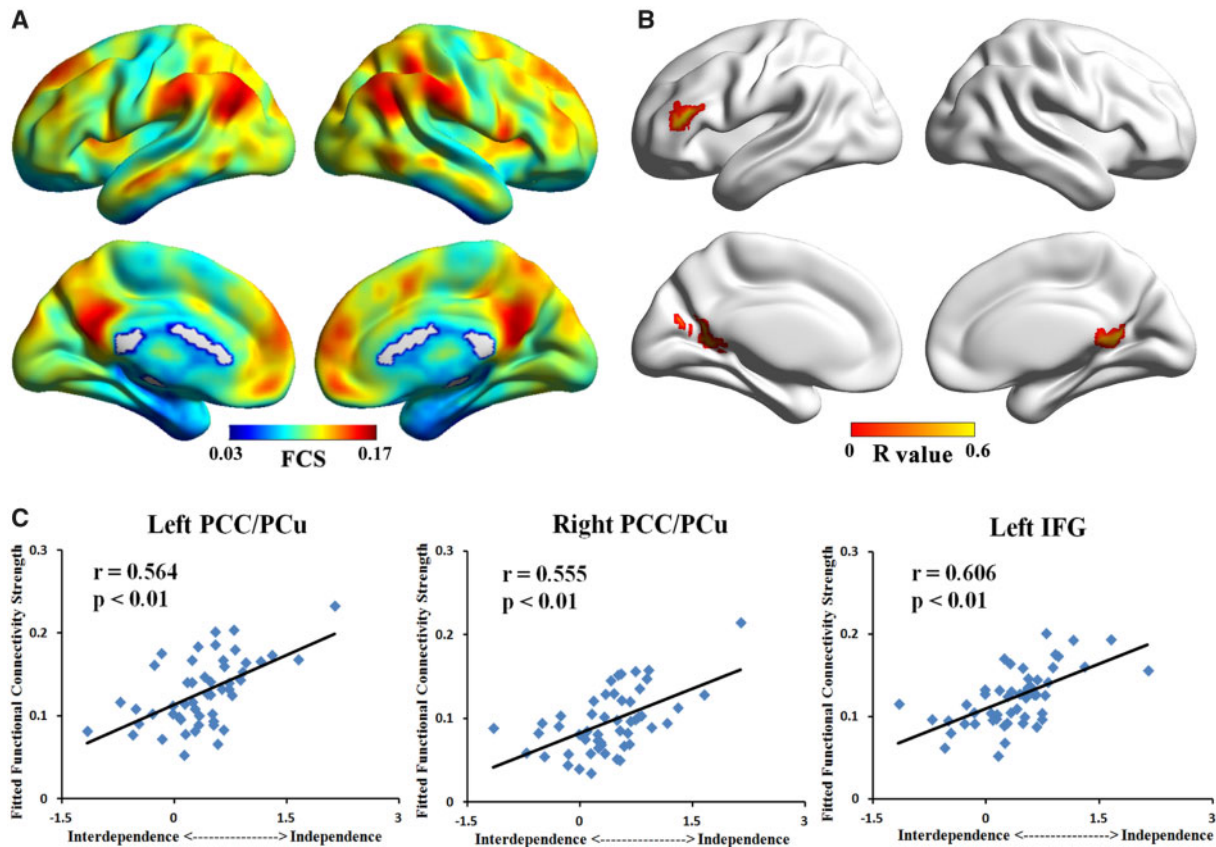 A
B
0.03 FCS 0.17
0 R value 0.6
C
Left PCC/PCu
r = 0.564
p < 0.01
Fitted Functional Connectivity Strength
0.3
0.2
0.1
0
-1.5 0 1.5 3
Interdependence <---------------> Independence
Right PCC/PCu
r = 0.555
p < 0.01
Fitted Functional Connectivity Strength
0.3
0.2
0.1
0
-1.5 0 1.5 3
Interdependence <---------------> Independence
Left IFG
r = 0.606
p < 0.01
Fitted Functional Connectivity Strength
0.3
0.2
0.1
0
-1.5 0 1.5 3
Interdependence <---------------> Independence